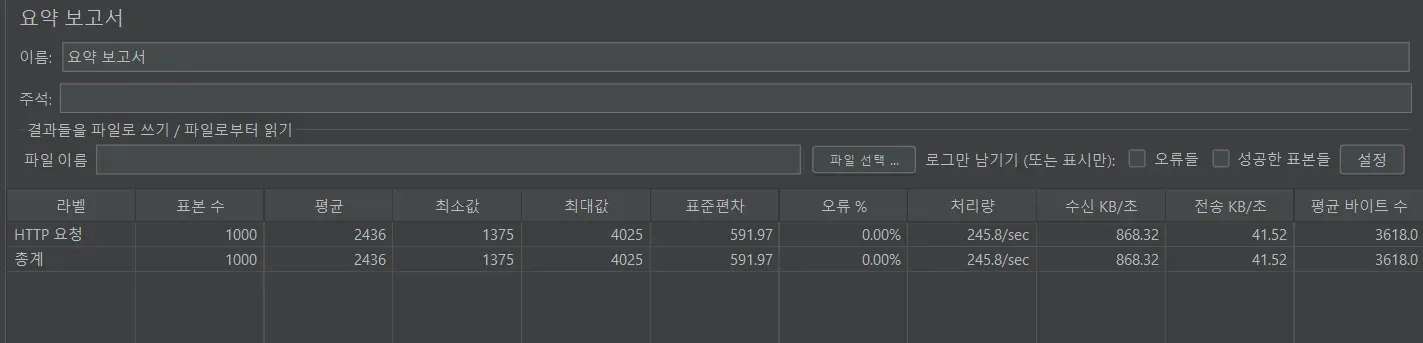 요약 보고서
이름: 요약 보고서
주석:
결과들을 파일로 쓰기 / 파일로부터 읽기
파일 이름 파일 선택 ... 로그만 남기기 (또는 표시만): 오류들 성공한 표본들 설정
라벨 표본 수 평균 최소값 최대값 표준편차 오류 % 처리량 수신 KB/초 전송 KB/초 평균 바이트 수
HTTP 요청 1000 2436 1375 4025 591.97 0.00% 245.8/sec 868.32 41.52 3618.0
총계 1000 2436 1375 4025 591.97 0.00% 245.8/sec 868.32 41.52 3618.0